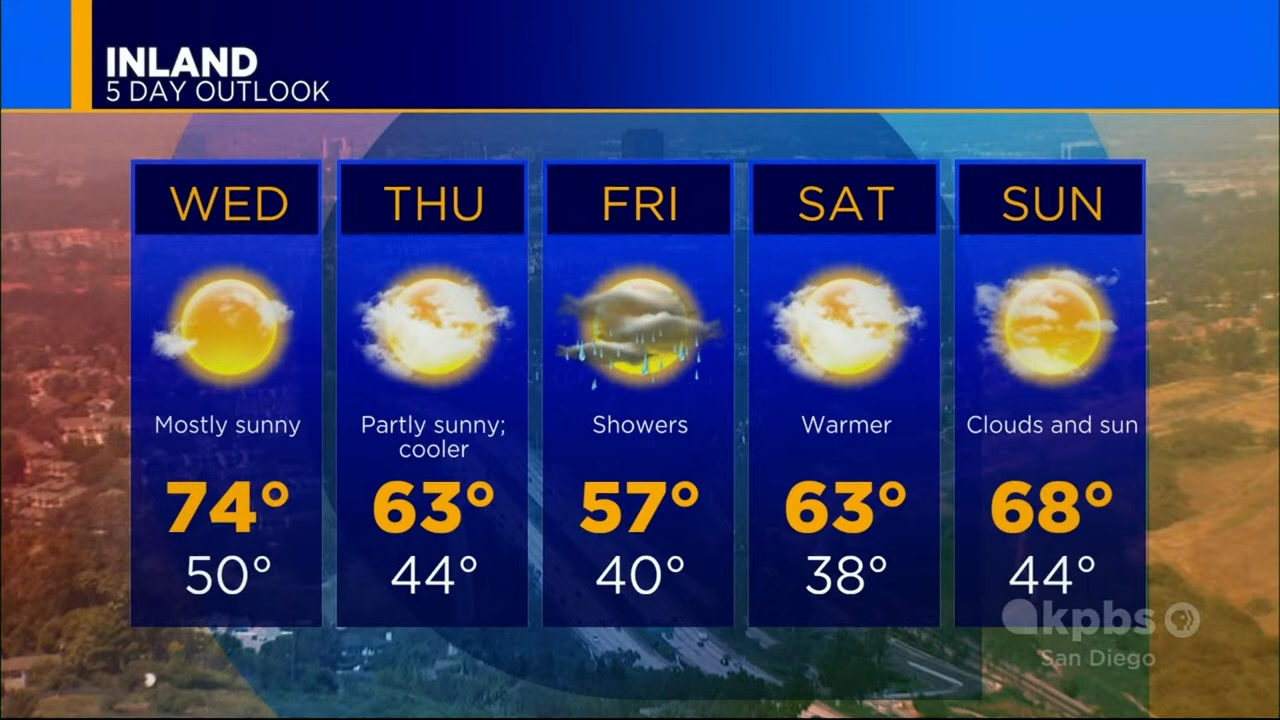 INLAND
5 DAY OUTLOOK
WED
THU
FRI
SAT
SUN
Mostly sunny
Partly sunny;
cooler
Showers
Warmer
Clouds and sun
74°
63°
57°
63°
68°
50°
44°
40°
38°
44°
kpbs
San Diego